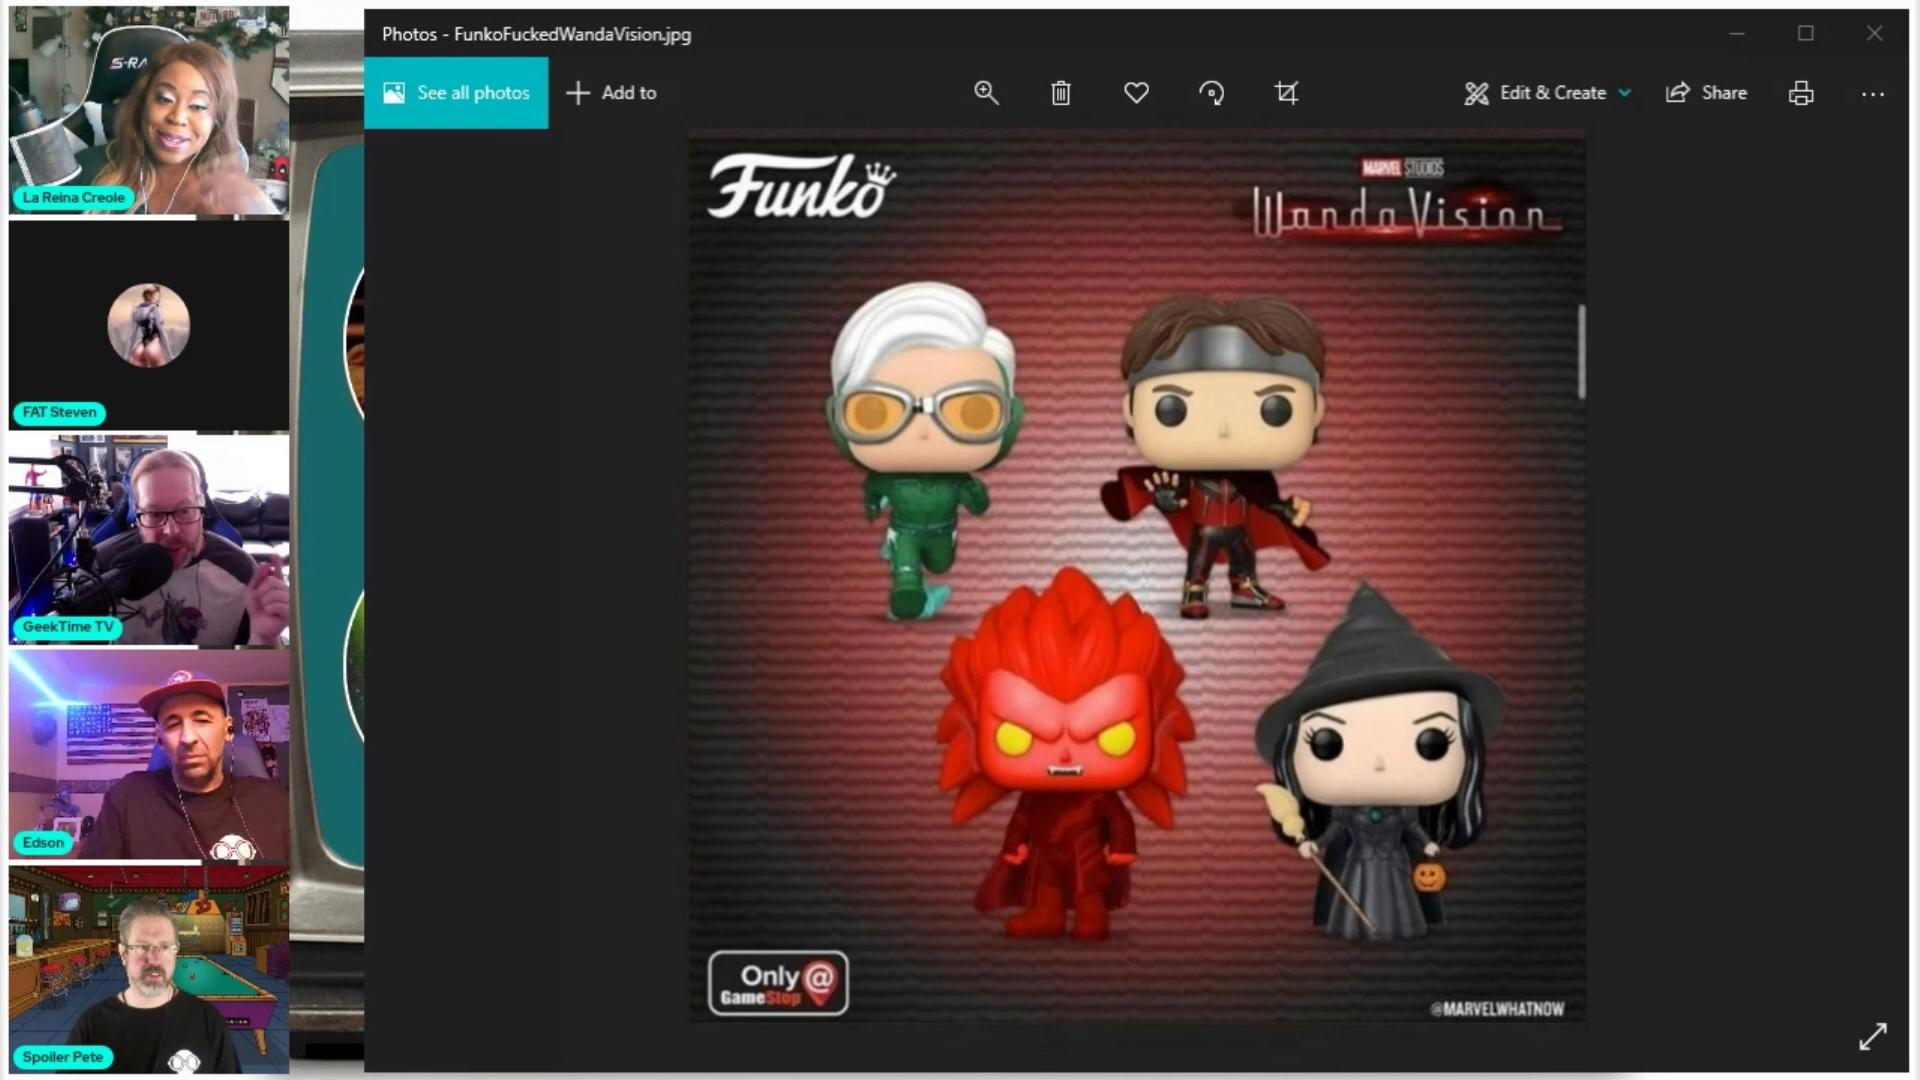 Photos - FunkoFuckedWandaVision.jpg
See all photos
Add to
Edit & Create
Share
S-RA
La Reina Creole
FAT Steven
GeekTime TV
Edson
Spoiler Pete
Funko
MARVEL STUDIOS
WandaVision
Only @
GameStop
@MARVELWHATNOW